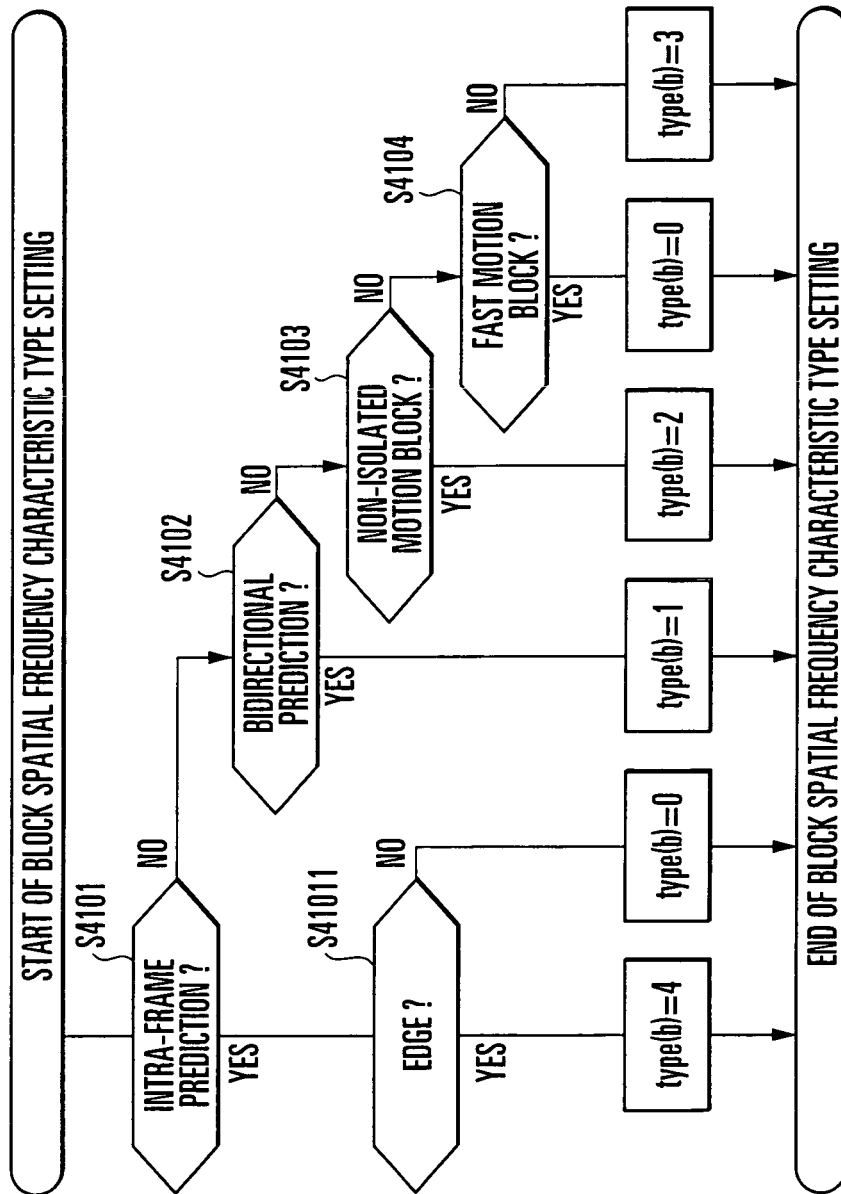 START OF BLOCK SPATIAL FREQUENCY CHARACTERISTIC TYPE SETTING
S4101
INTRA-FRAME
PREDICTION ?
NO
YES
S4102
BIDIRECTIONAL
PREDICTION ?
NO
YES
S4103
NON-ISOLATED
MOTION BLOCK ?
NO
YES
S4104
FAST MOTION
BLOCK ?
NO
YES
S41011
EDGE ?
NO
YES
type(b)=4
type(b)=0
type(b)=1
type(b)=2
type(b)=0
type(b)=3
END OF BLOCK SPATIAL FREQUENCY CHARACTERISTIC TYPE SETTING